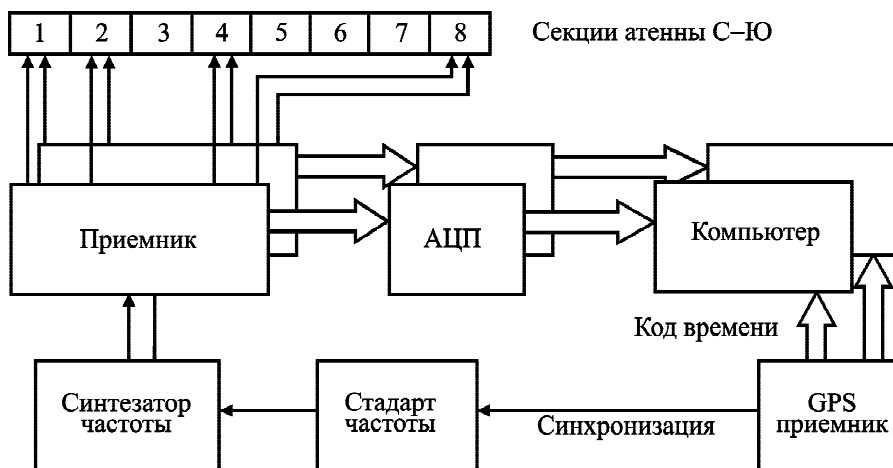 1 2 3 4 5 6 7 8
Секции атенны С–Ю
Приемник
АЦП
Компьютер
Код времени
Синтезатор
частоты
Стадарт
частоты
Синхронизация
GPS
приемник